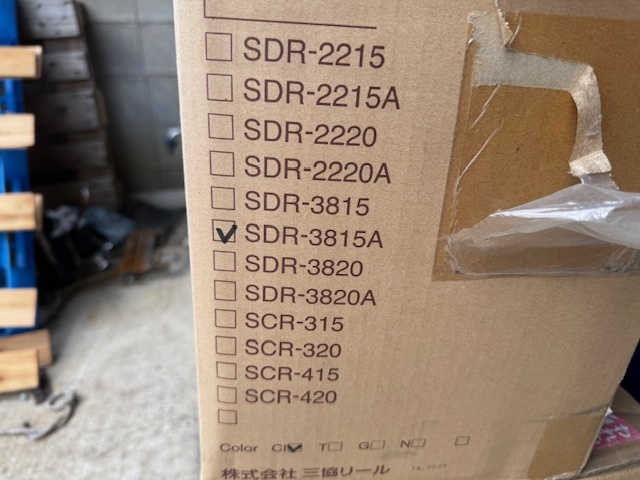 SDR-2215
SDR-2215A
SDR-2220
SDR-2220A
SDR-3815
SDR-3815A
SDR-3820
SDR-3820A
SCR-315
SCR-320
SCR-415
SCR-420
Color T G N
株式会社 三協リール